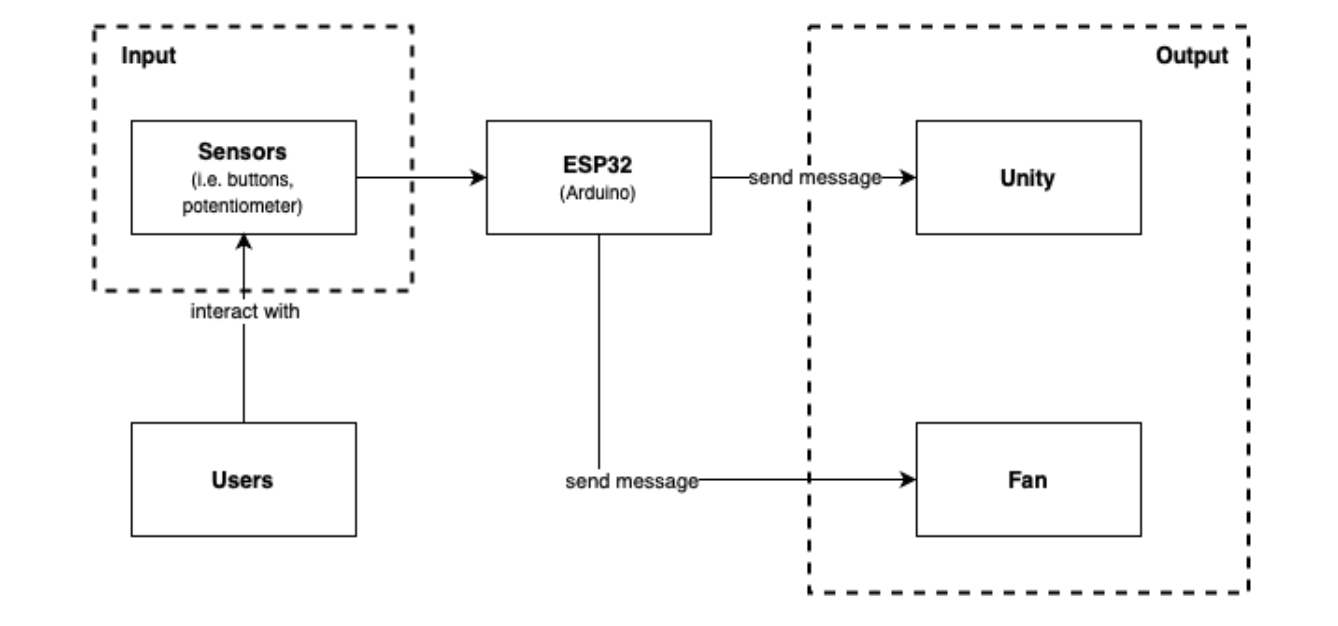 Input
Output
Sensors
(i.e. buttons,
potentiometer)
ESP32
(Arduino)
send message
Unity
interact with
Users
send message
Fan